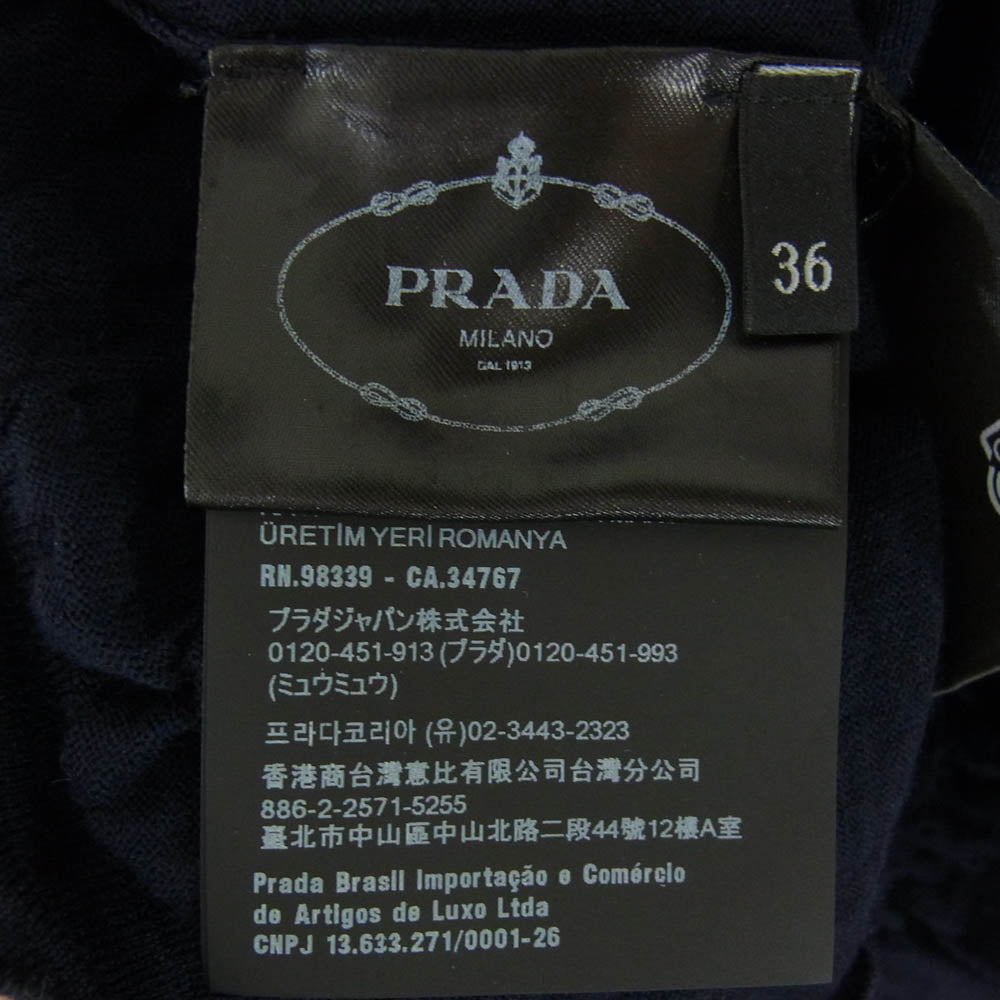 PRADA
MILANO
DAL 1913
36
ÜRETİM YERİ ROMANYA
RN.98339 - CA.34767
プラダジャパン株式会社
0120-451-913 (プラダ)0120-451-993
(ミュウミュウ)
프라다코리아 (유)02-3443-2323
香港商台灣意比有限公司台灣分公司
886-2-2571-5255
臺北市中山區中山北路二段44號12樓A室
Prada Brasil Importação e Comércio
de Artigos de Luxo Ltda
CNPJ 13.633.271/0001-26